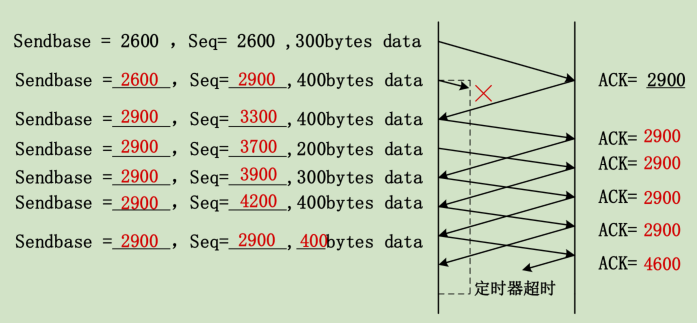 Sendbase = 2600 , Seq= 2600 ,300bytes data
Sendbase = 2600 , Seq= 2900 ,400bytes data ACK= 2900
Sendbase = 2900 , Seq= 3300 ,400bytes data
ACK= 2900
Sendbase = 2900 , Seq= 3700 ,200bytes data
ACK= 2900
Sendbase = 2900 , Seq= 3900 ,300bytes data
Sendbase = 2900 , Seq= 4200 ,400bytes data ACK= 2900
ACK= 2900
Sendbase = 2900 , Seq= 2900 , 400bytes data
ACK= 4600
定时器超时